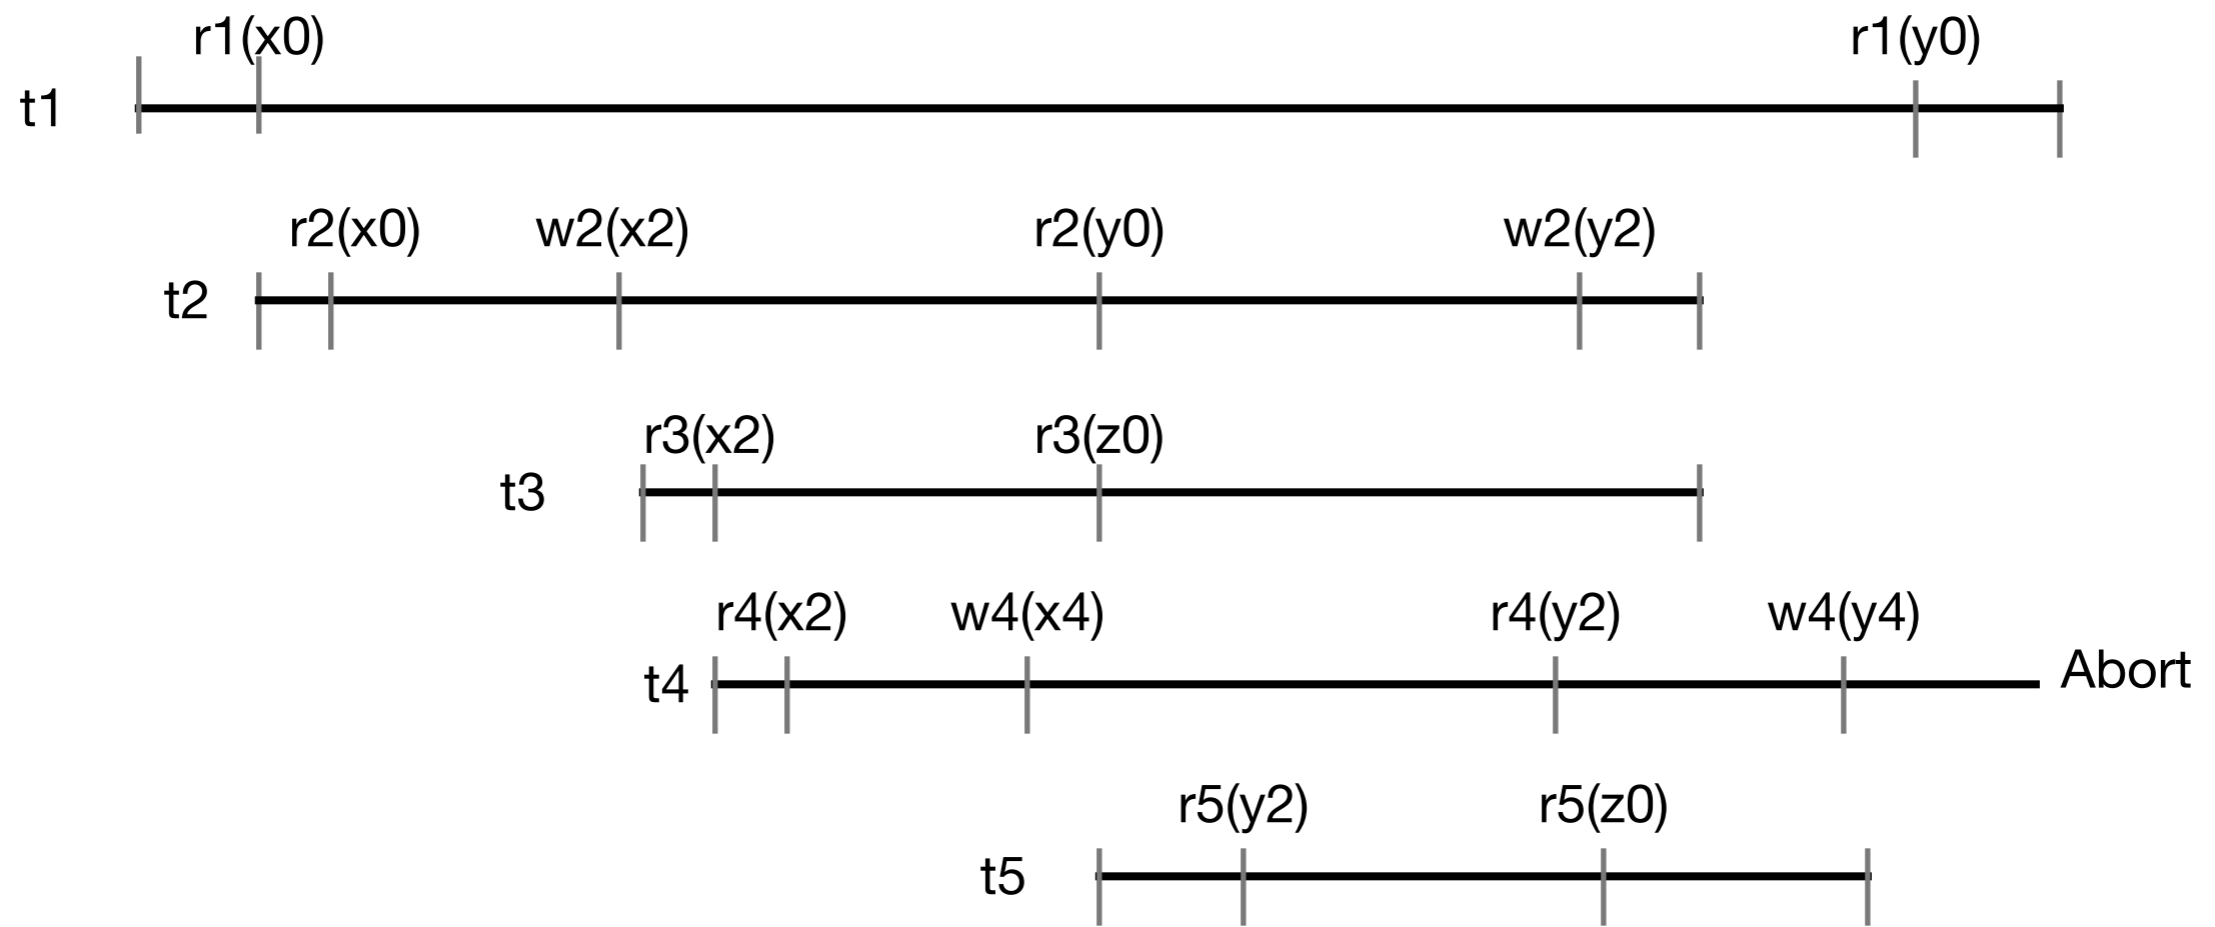 r1(x0) r1(y0)
t1
r2(x0) w2(x2) r2(y0) w2(y2)
t2
r3(x2) r3(z0)
t3
r4(x2) w4(x4) r4(y2) w4(y4)
t4 Abort
r5(y2) r5(z0)
t5